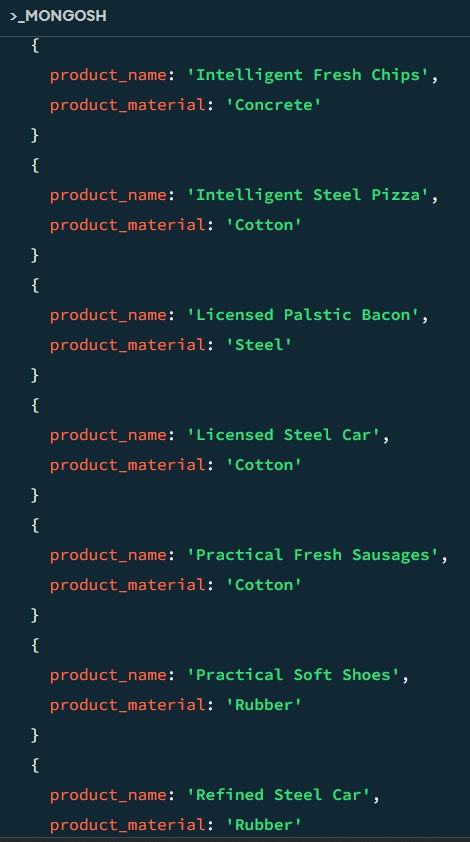 >_MONGOSH
{
product_name: 'Intelligent Fresh Chips',
product_material: 'Concrete'
}
{
product_name: 'Intelligent Steel Pizza',
product_material: 'Cotton'
}
{
product_name: 'Licensed Palstic Bacon',
product_material: 'Steel'
}
{
product_name: 'Licensed Steel Car',
product_material: 'Cotton'
}
{
product_name: 'Practical Fresh Sausages',
product_material: 'Cotton'
}
{
product_name: 'Practical Soft Shoes',
product_material: 'Rubber'
}
{
product_name: 'Refined Steel Car',
product_material: 'Rubber'